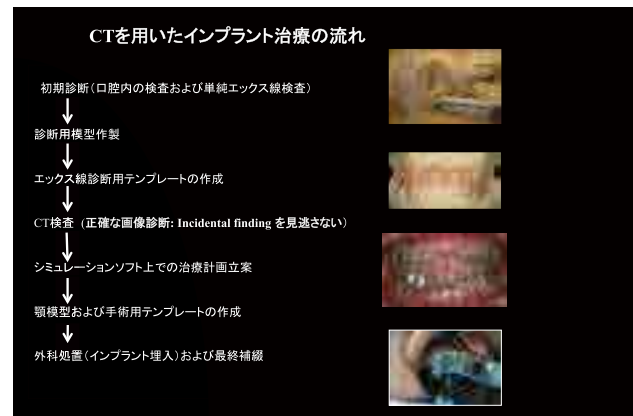 CTを用いたインプラント治療の流れ
初期診断(口腔内の検査および単純エックス線検査)
診断用模型作製
エックス線診断用テンプレートの作成
CT検査 (正確な画像診断: Incidental finding を見逃さない)
シミュレーションソフト上での治療計画立案
顎模型および手術用テンプレートの作成
外科処置(インプラント埋入)および最終補綴